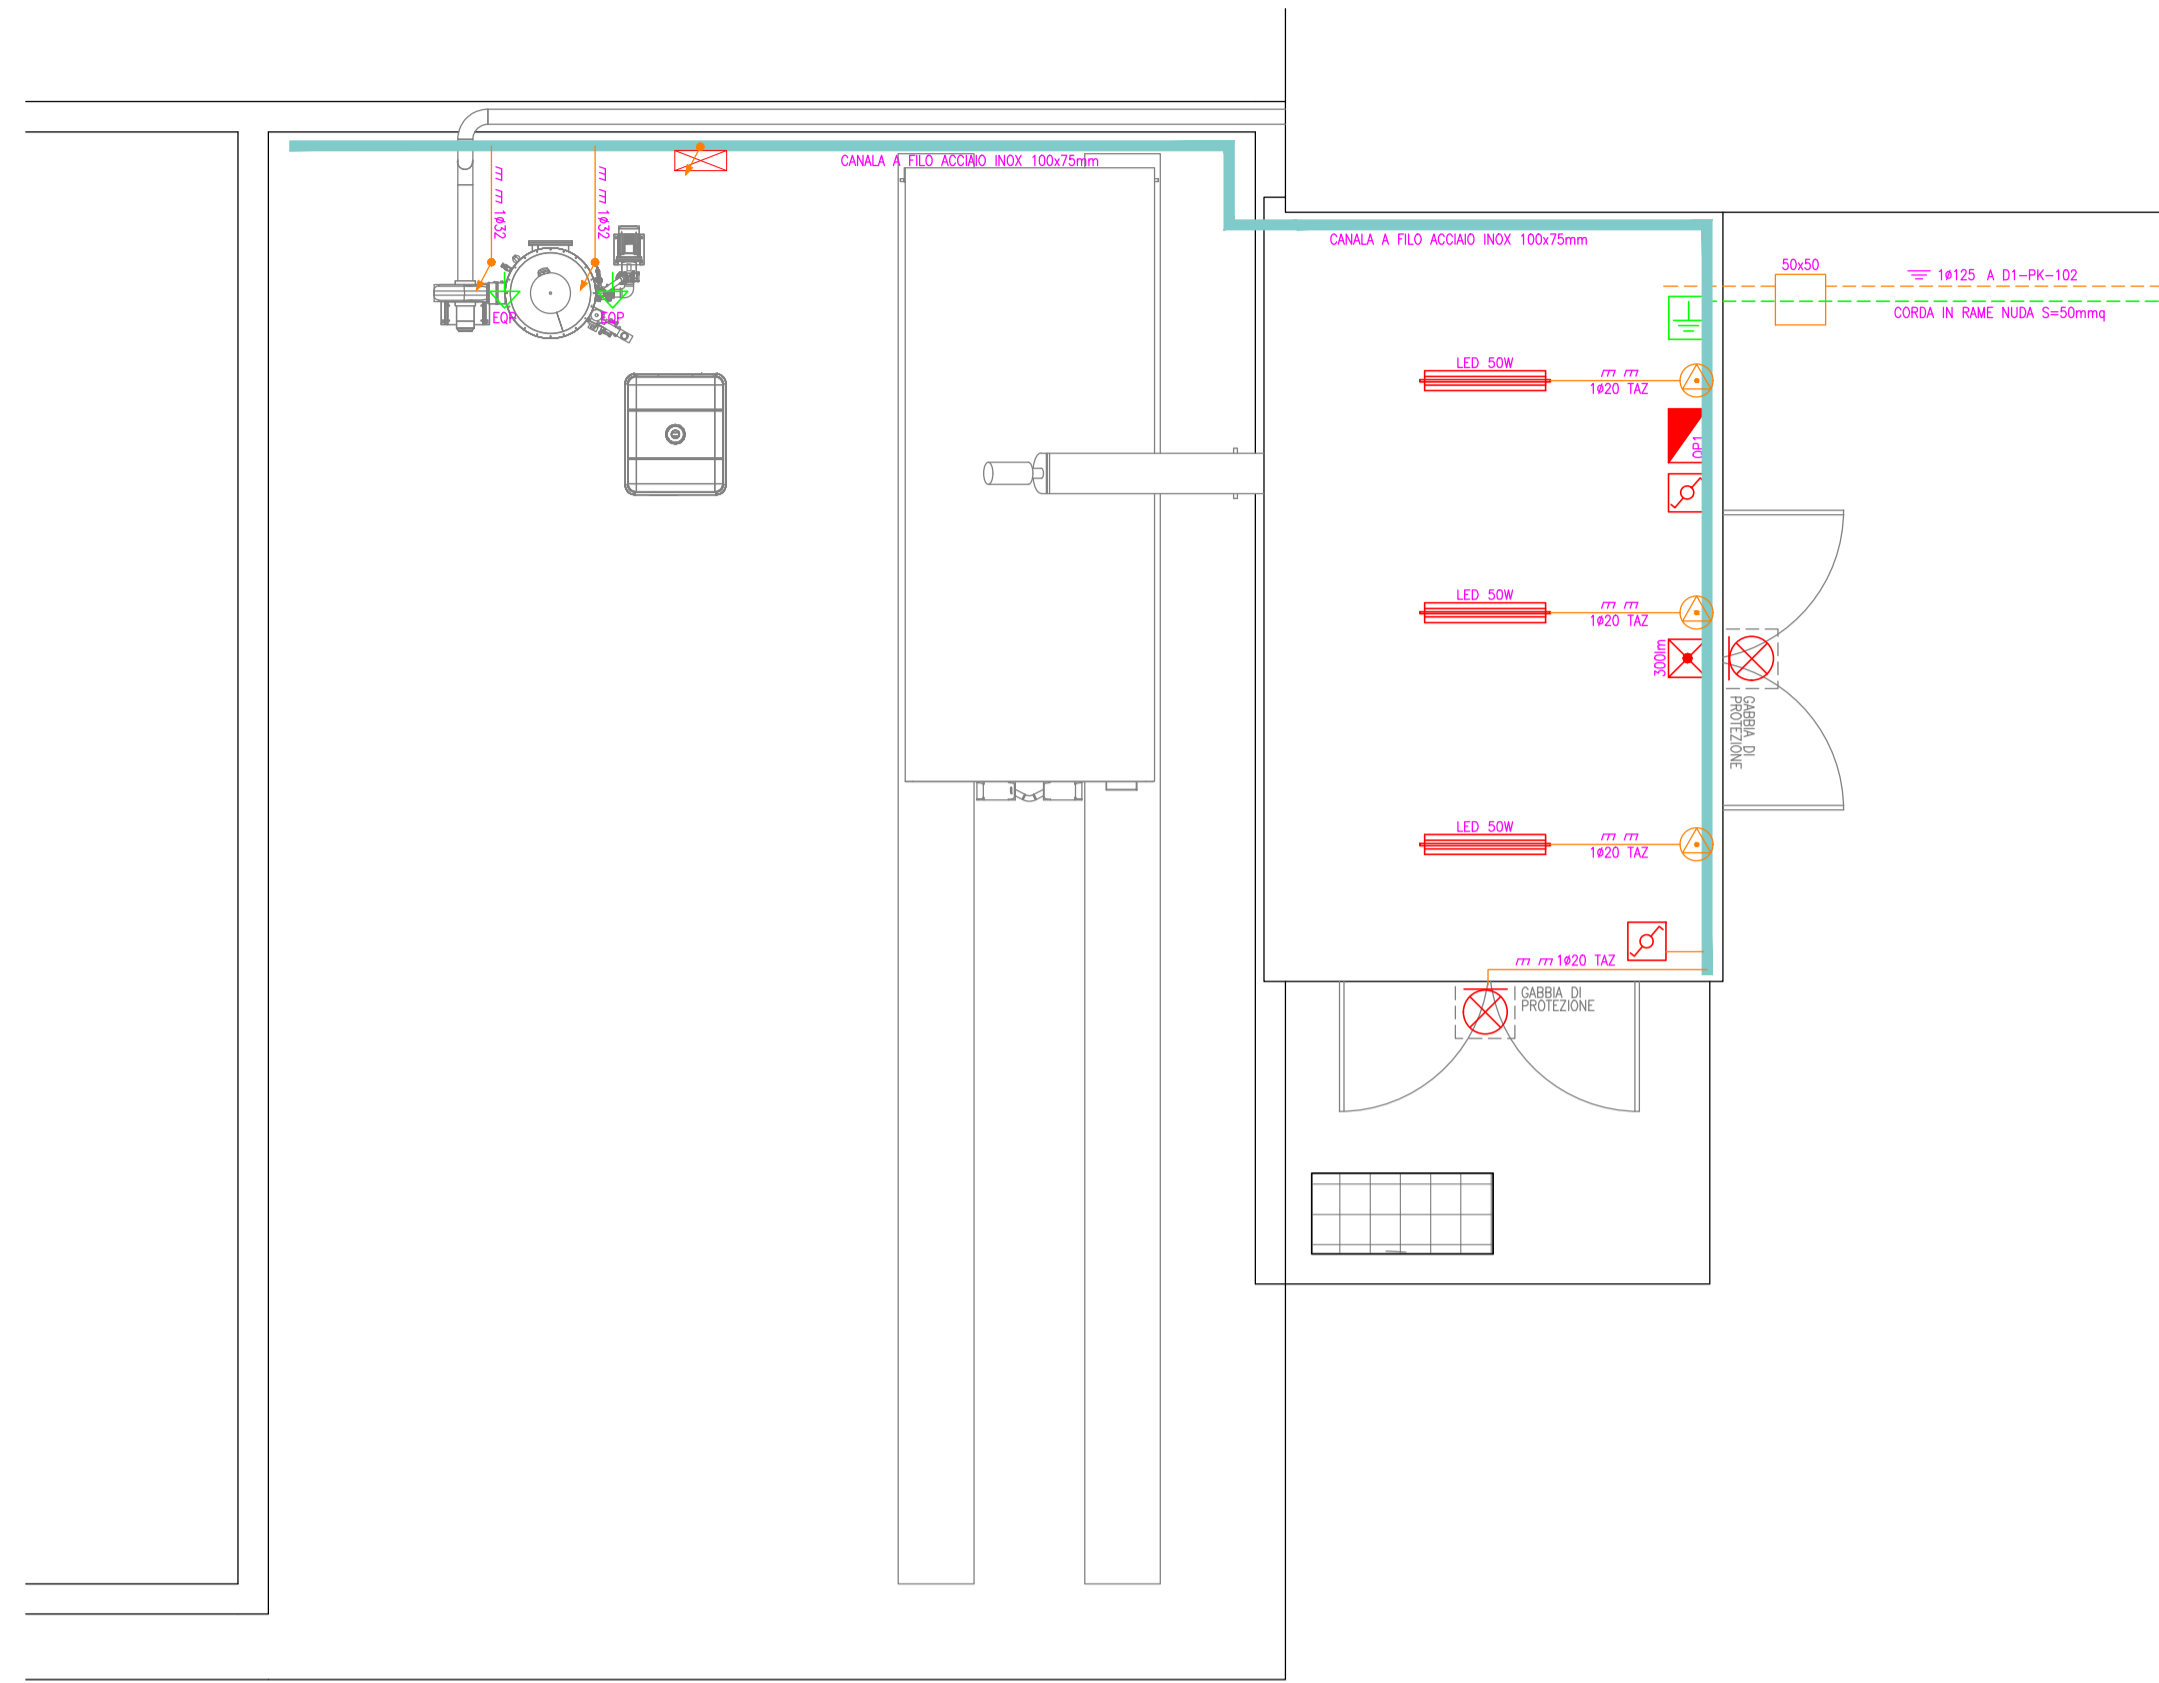 CANALA A FILO ACCIAIO INOX 100x75mm
1ø32
1ø32
EQP
EQP
CANALA A FILO ACCIAIO INOX 100x75mm
50x50
1ø125 A D1-PK-102
CORDA IN RAME NUDA S=50mmq
LED 50W
1ø20 TAZ
QP1
LED 50W
1ø20 TAZ
300lm
GABBIA DI
PROTEZIONE
LED 50W
1ø20 TAZ
1ø20 TAZ
GABBIA DI
PROTEZIONE